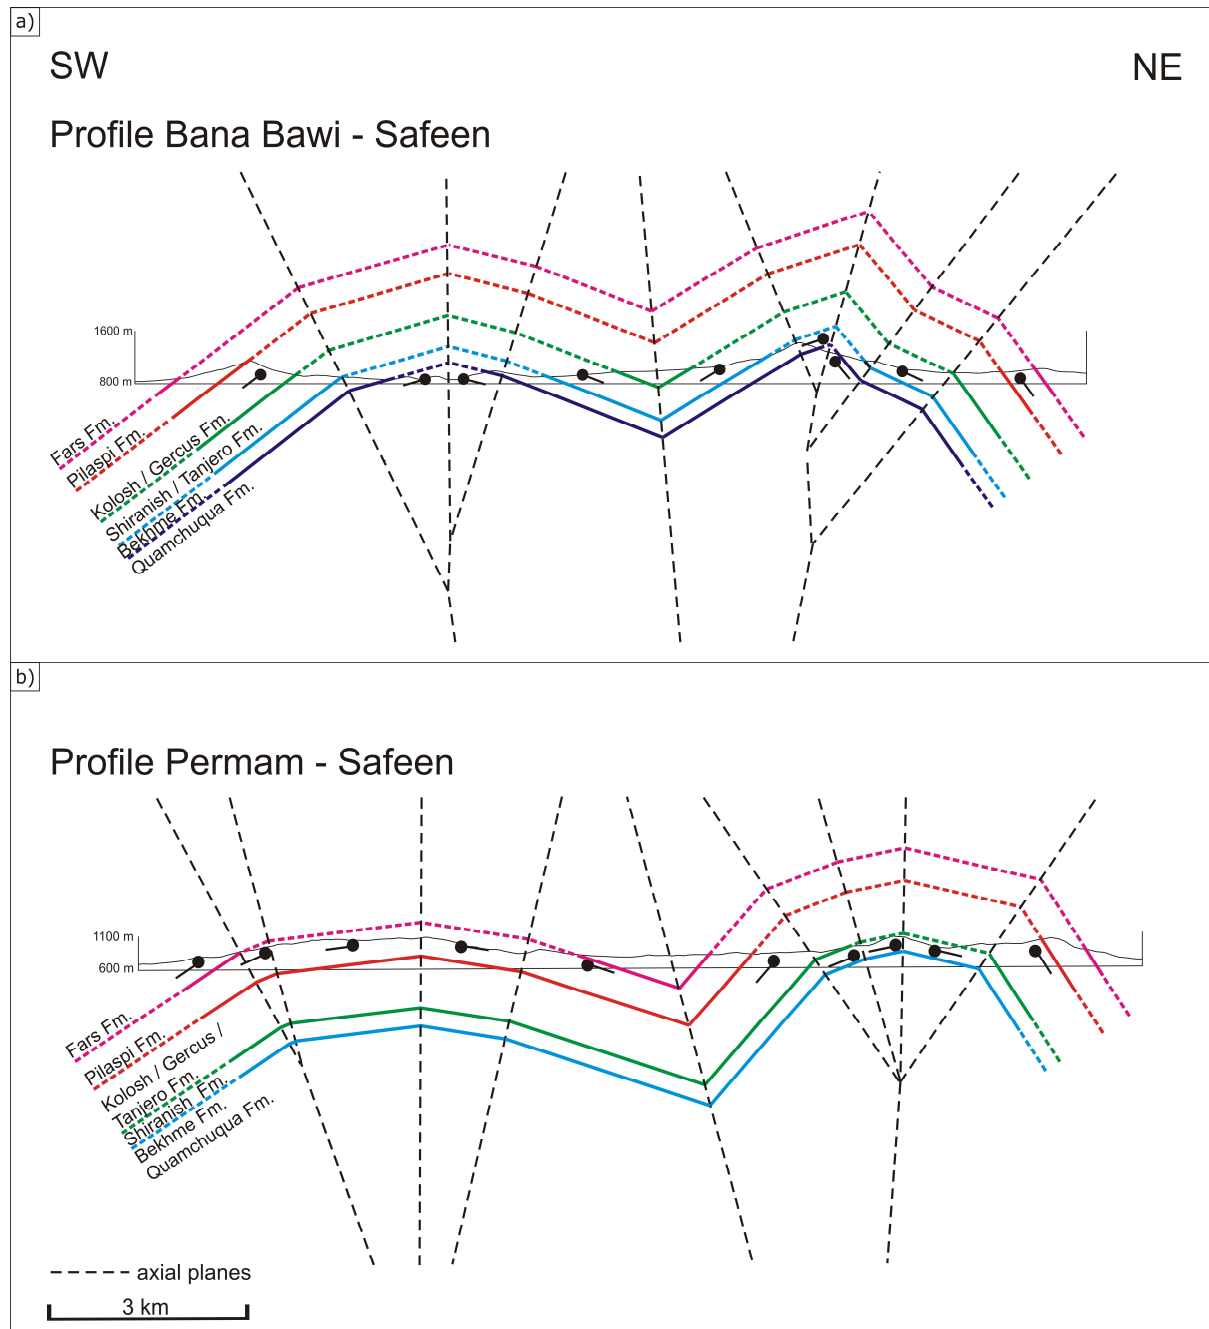 a)
SW
NE
Profile Bana Bawi - Safeen
1600 m
800 m
Fars Fm.
Pilaspi Fm.
Kolosh / Gercus Fm.
Shiranish / Tanjero Fm.
Bekhme Fm.
Quamchuqua Fm.
b)
Profile Permam - Safeen
1100 m
600 m
Fars Fm.
Pilaspi Fm.
Kolosh / Gercus /
Tanjero Fm.
Shiranish Fm.
Bekhme Fm.
Quamchuqua Fm.
axial planes
3 km